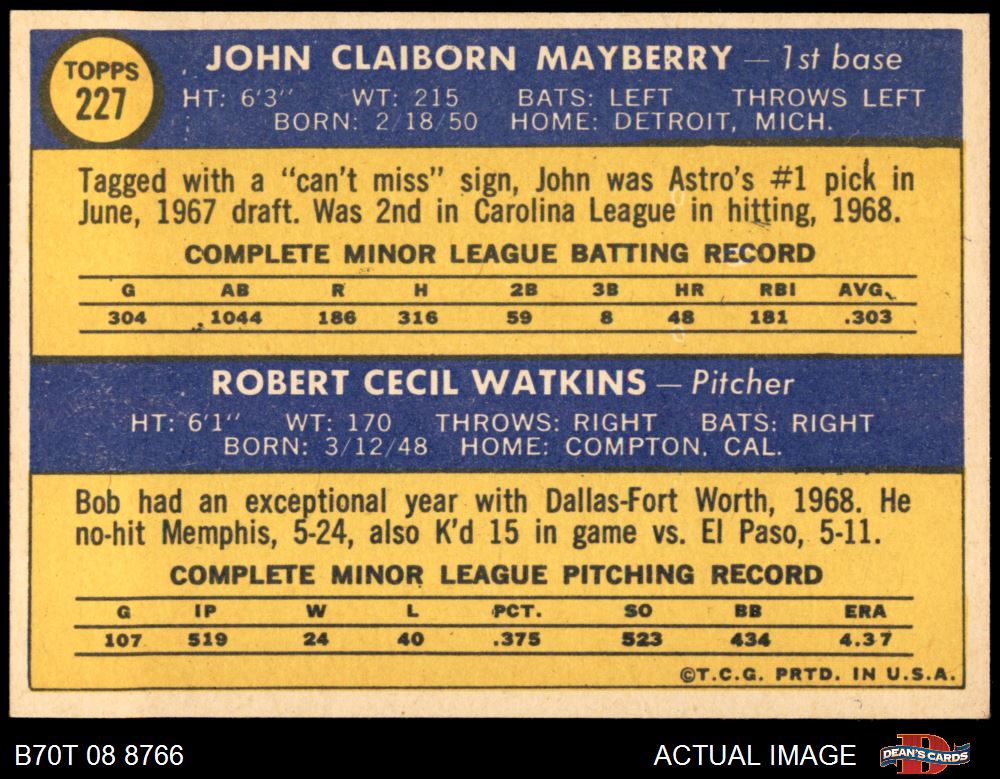 TOPPS
227
JOHN CLAIBORN MAYBERRY — 1st base
HT: 6'3" WT: 215 BATS: LEFT THROWS LEFT
BORN: 2/18/50 HOME: DETROIT, MICH.
Tagged with a "can't miss" sign, John was Astro's #1 pick in
June, 1967 draft. Was 2nd in Carolina League in hitting, 1968.
COMPLETE MINOR LEAGUE BATTING RECORD
G AB R H 2B 3B HR RBI AVG.
304 1044 186 316 59 8 48 181 .303
ROBERT CECIL WATKINS — Pitcher
HT: 6'1" WT: 170 THROWS: RIGHT BATS: RIGHT
BORN: 3/12/48 HOME: COMPTON, CAL.
Bob had an exceptional year with Dallas-Fort Worth, 1968. He
no-hit Memphis, 5-24, also K'd 15 in game vs. El Paso, 5-11.
COMPLETE MINOR LEAGUE PITCHING RECORD
G IP W L PCT. SO BB ERA
107 519 24 40 .375 523 434 4.37
©T.C.G. PRTD. IN U.S.A.
B70T 08 8766 ACTUAL IMAGE DEAN'S CARDS